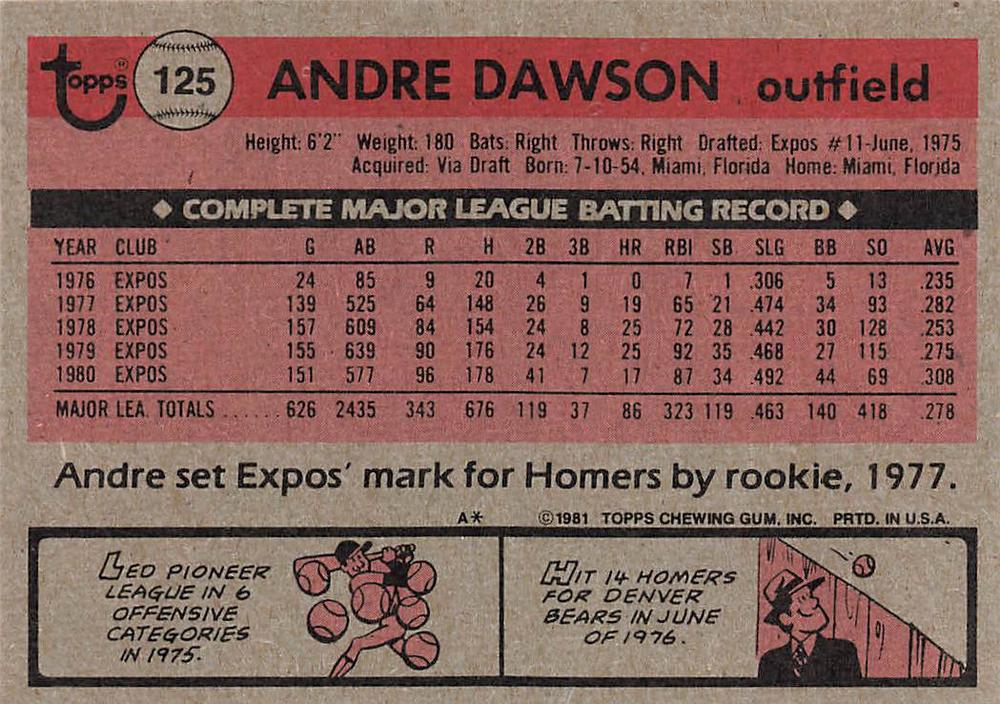 topps® 125 ANDRE DAWSON outfield
Height: 6'2" Weight: 180 Bats: Right Throws: Right Drafted: Expos #11-June, 1975
Acquired: Via Draft Born: 7-10-54, Miami, Florida Home: Miami, Florida
◆ COMPLETE MAJOR LEAGUE BATTING RECORD ◆
YEAR CLUB G AB R H 2B 3B HR RBI SB SLG BB SO AVG
1976 EXPOS 24 85 9 20 4 1 0 7 1 .306 5 13 .235
1977 EXPOS 139 525 64 148 26 9 19 65 21 .474 34 93 .282
1978 EXPOS 157 609 84 154 24 8 25 72 28 .442 30 128 .253
1979 EXPOS 155 639 90 176 24 12 25 92 35 .468 27 115 .275
1980 EXPOS 151 577 96 178 41 7 17 87 34 .492 44 69 .308
MAJOR LEA. TOTALS ...... 626 2435 343 676 119 37 86 323 119 .463 140 418 .278
Andre set Expos' mark for Homers by rookie, 1977.
A* ©1981 TOPPS CHEWING GUM, INC. PRTD. IN U.S.A.
LED PIONEER
LEAGUE IN 6
OFFENSIVE
CATEGORIES
IN 1975.
HIT 14 HOMERS
FOR DENVER
BEARS IN JUNE
OF 1976.